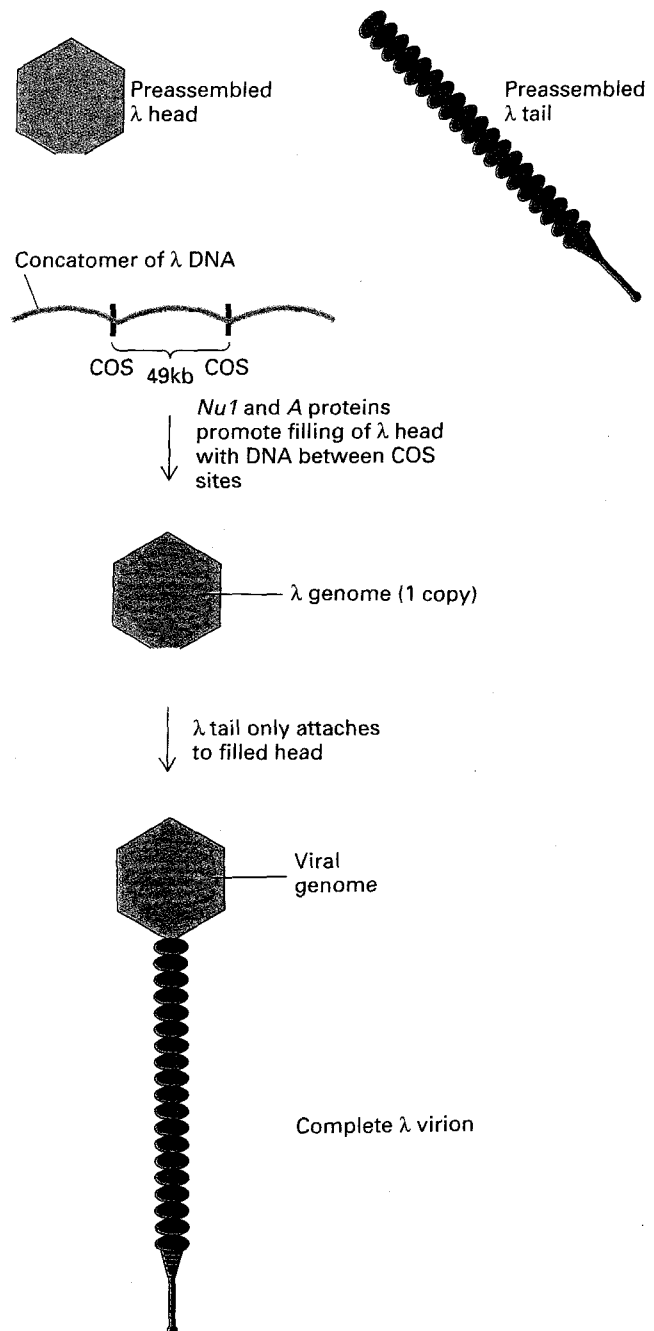 Preassembled
λ head
Preassembled
λ tail
Concatomer of λ DNA
COS 49kb COS
Nu1 and A proteins
promote filling of λ head
with DNA between COS
sites
λ genome (1 copy)
λ tail only attaches
to filled head
Viral
genome
Complete λ virion